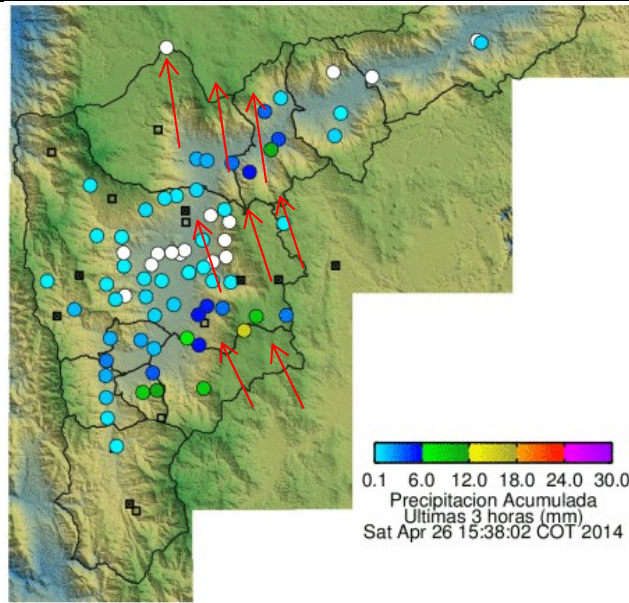 0.1 6.0 12.0 18.0 24.0 30.0
Precipitacion Acumulada
Ultimas 3 horas (mm)
Sat Apr 26 15:38:02 COT 2014